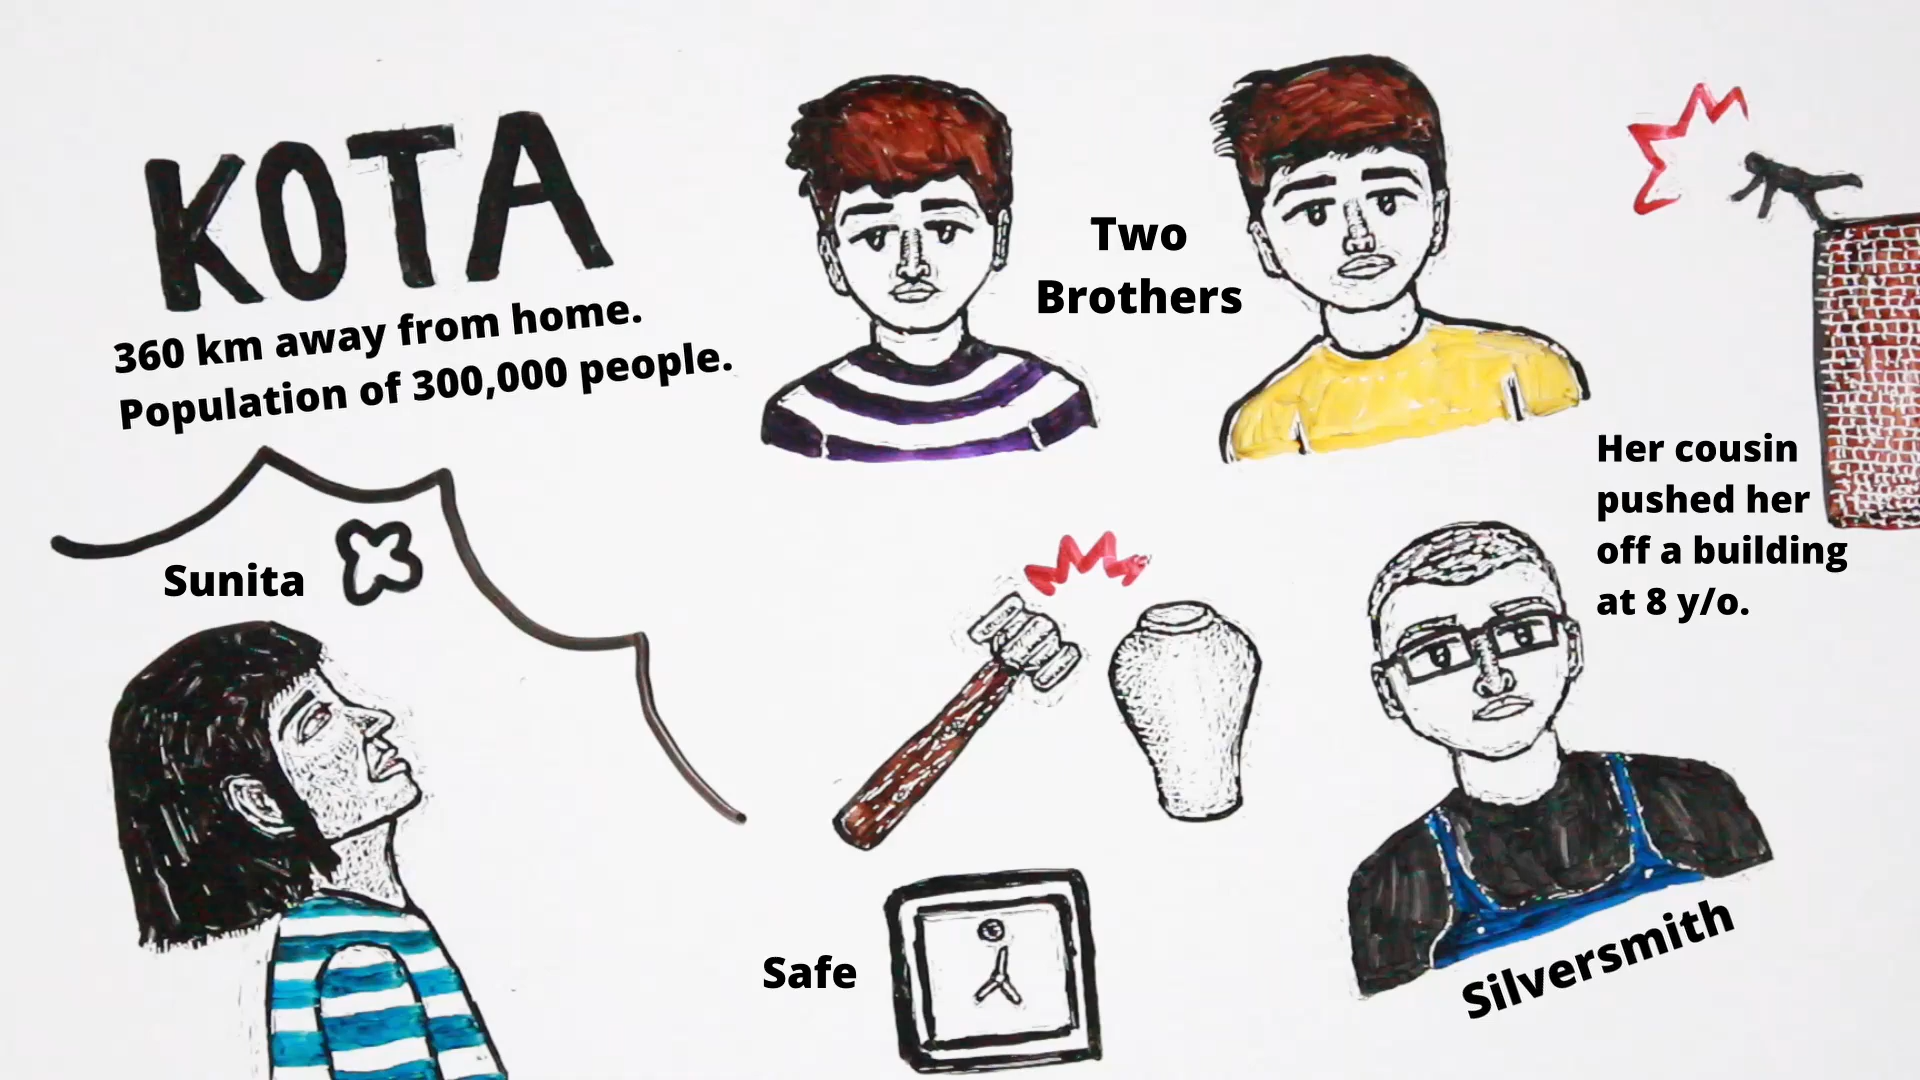 KOTA
360 km away from home.
Population of 300,000 people.
Two
Brothers
Her cousin
pushed her
off a building
at 8 y/o.
Sunita
Safe
Silversmith